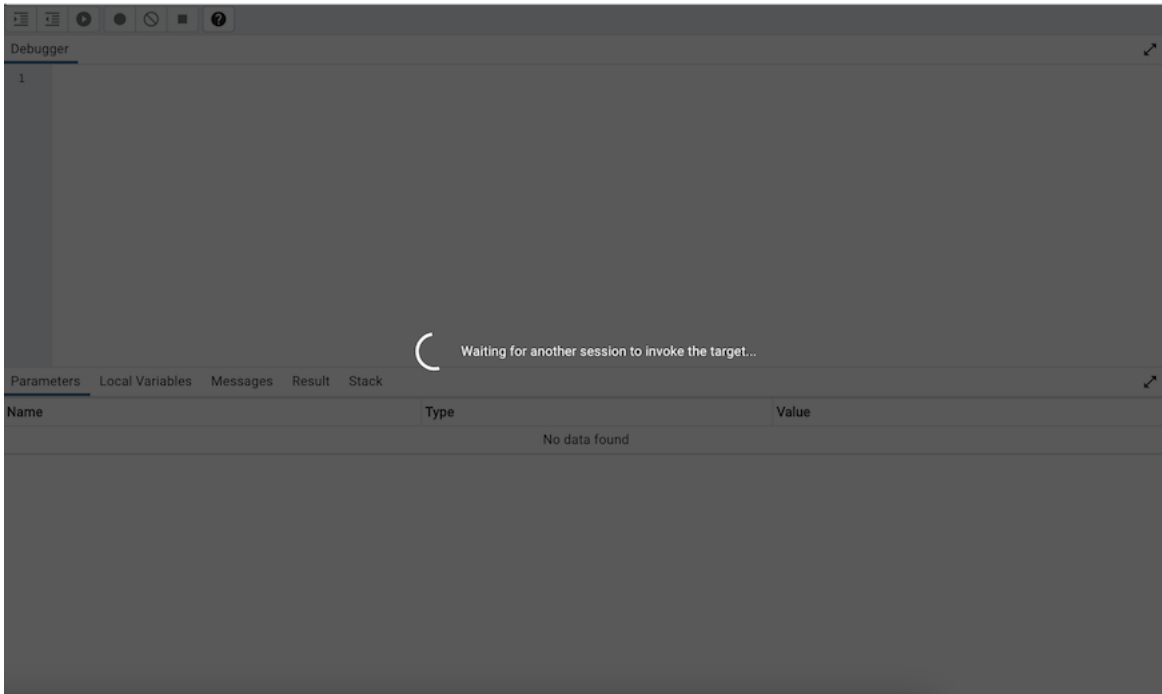 Debugger
1
Waiting for another session to invoke the target...
Parameters Local Variables Messages Result Stack
Name Type Value
No data found